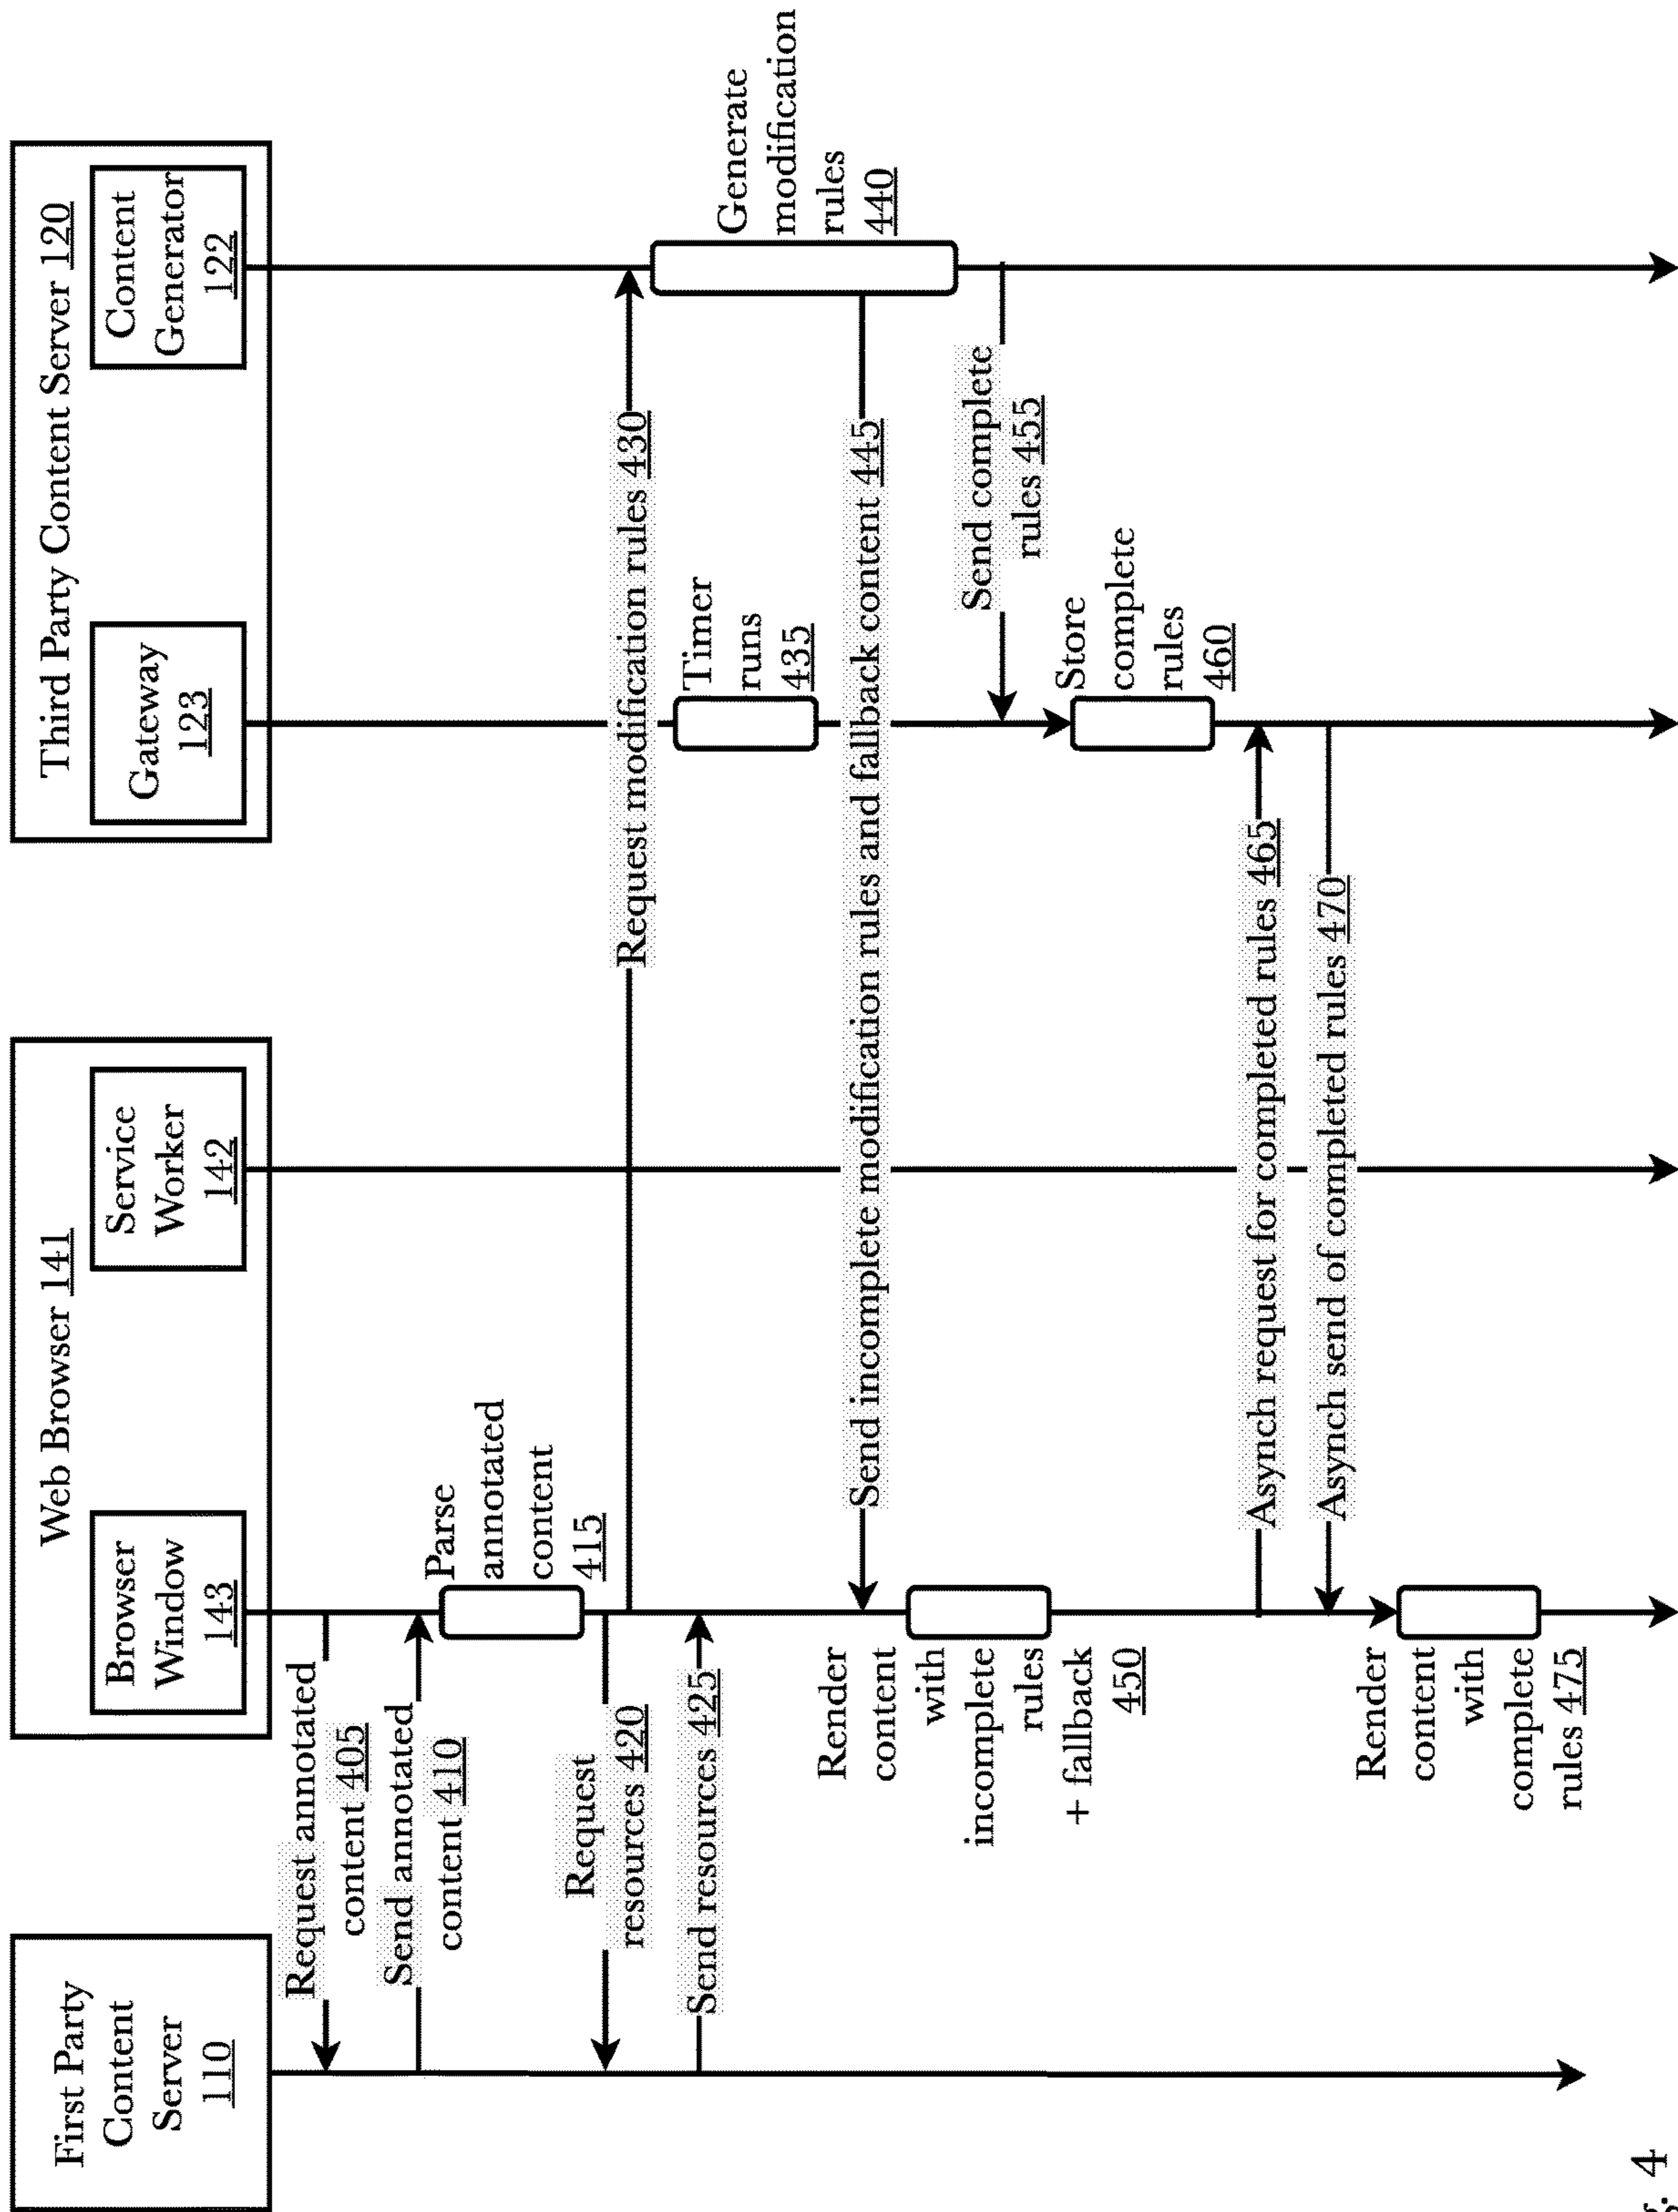 First Party
Content
Server
110
Web Browser 141
Browser
Window
143
Service
Worker
142
Third Party Content Server 120
Gateway
123
Content
Generator
122
Request annotated
content 405
Send annotated
content 410
Parse
annotated
content
415
Request
resources 420
Request modification rules 430
Send resources 425
Timer
runs
435
Generate
modification
rules
440
Send incomplete modification rules and fallback content 445
Render
content
with
incomplete
rules
+ fallback
450
Send complete
rules 455
Store
complete
rules
460
Asynch request for completed rules 465
Asynch send of completed rules 470
Render
content
with
complete
rules 475
4